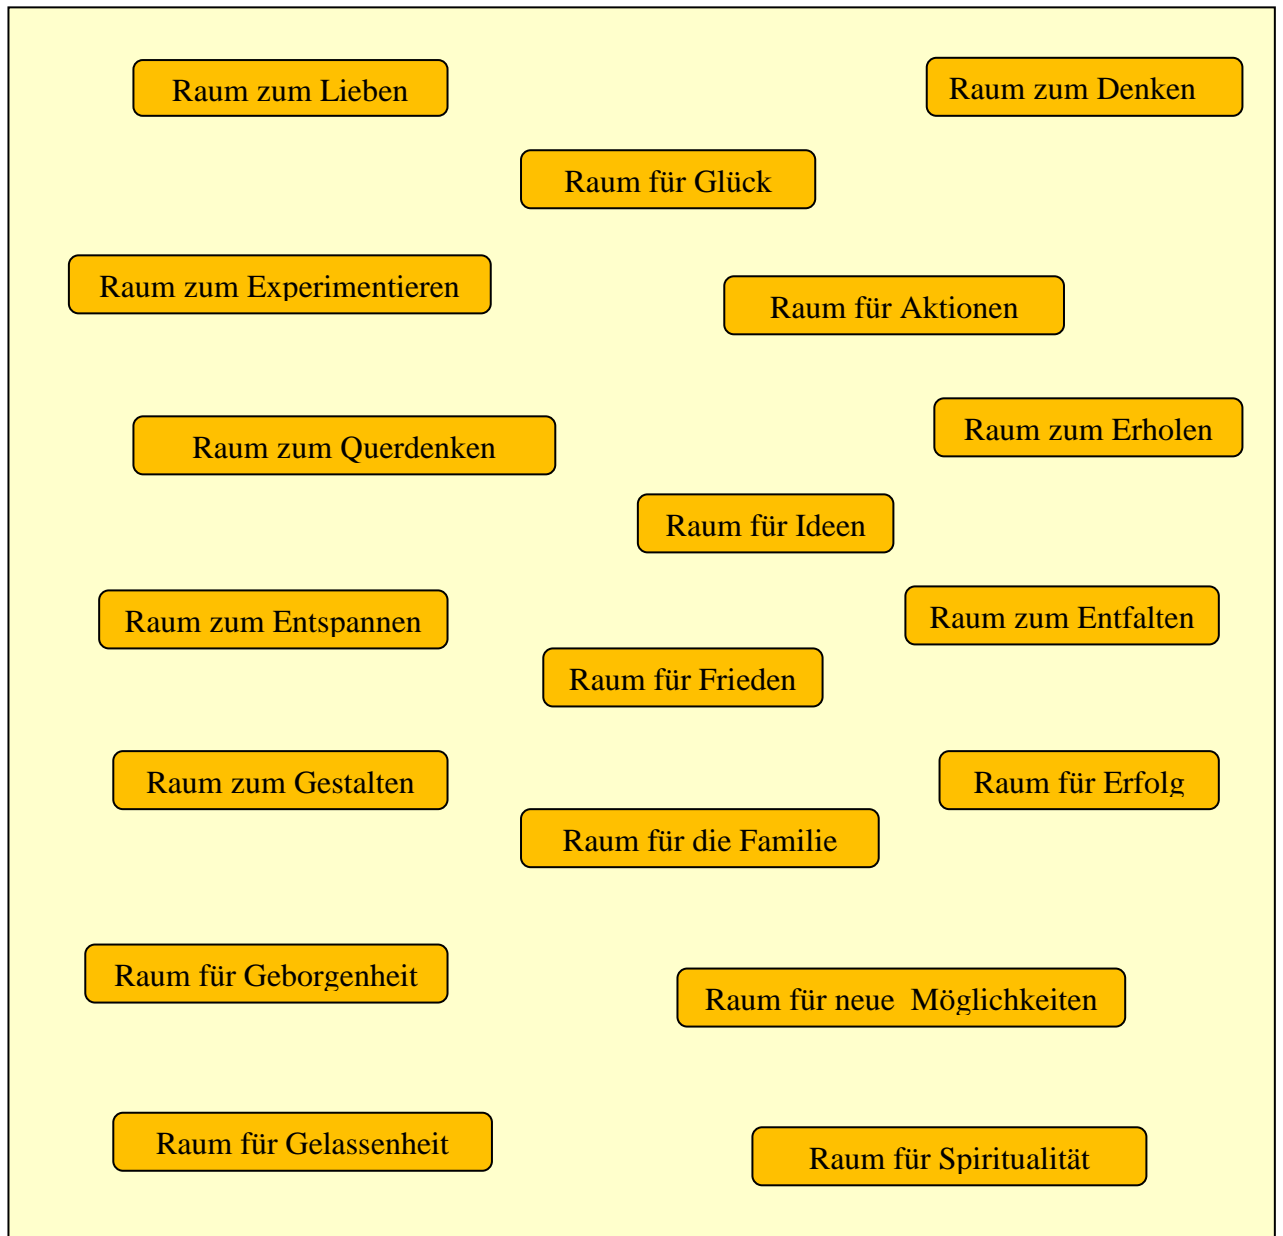 Raum zum Lieben
Raum zum Denken
Raum für Glück
Raum zum Experimentieren
Raum für Aktionen
Raum zum Erholen
Raum zum Querdenken
Raum für Ideen
Raum zum Entspannen
Raum zum Entfalten
Raum für Frieden
Raum zum Gestalten
Raum für Erfolg
Raum für die Familie
Raum für Geborgenheit
Raum für neue  Möglichkeiten
Raum für Gelassenheit
Raum für Spiritualität